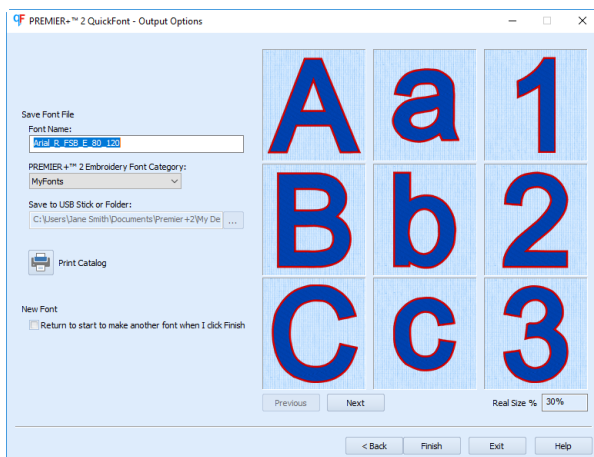 PREMIER+™ 2 QuickFont - Output Options
Save Font File
Font Name:
Arial_R_FSB_E_80_120
PREMIER+™ 2 Embroidery Font Category:
MyFonts
Save to USB Stick or Folder:
C:\Users\Jane Smith\Documents\Premier+2\My De
...
Print Catalog
New Font
Return to start to make another font when I click Finish
A a 1
B b 2
C c 3
Previous Next Real Size % 30%
< Back Finish Exit Help